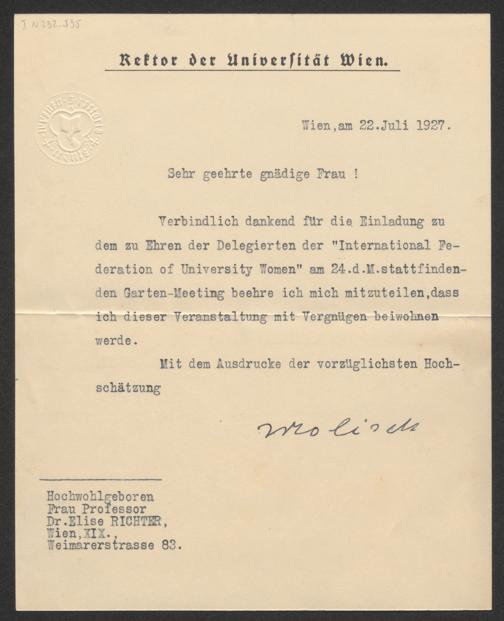 I N 232.335
Rektor der Universität Wien.
Wien,am 22.Juli 1927.
Sehr geehrte gnädige Frau !
Verbindlich dankend für die Einladung zu
dem zu Ehren der Delegierten der "International Fe-
deration of University Women" am 24.d.M.stattfinden-
den Garten-Meeting beehre ich mich mitzuteilen,dass
ich dieser Veranstaltung mit Vergnügen beiwohnen
werde.
Mit dem Ausdrucke der vorzüglichsten Hoch-
schätzung
Molisch
Hochwohlgeboren
Frau Professor
Dr.Elise RICHTER,
Wien,XIX.,
Weimarerstrasse 83.